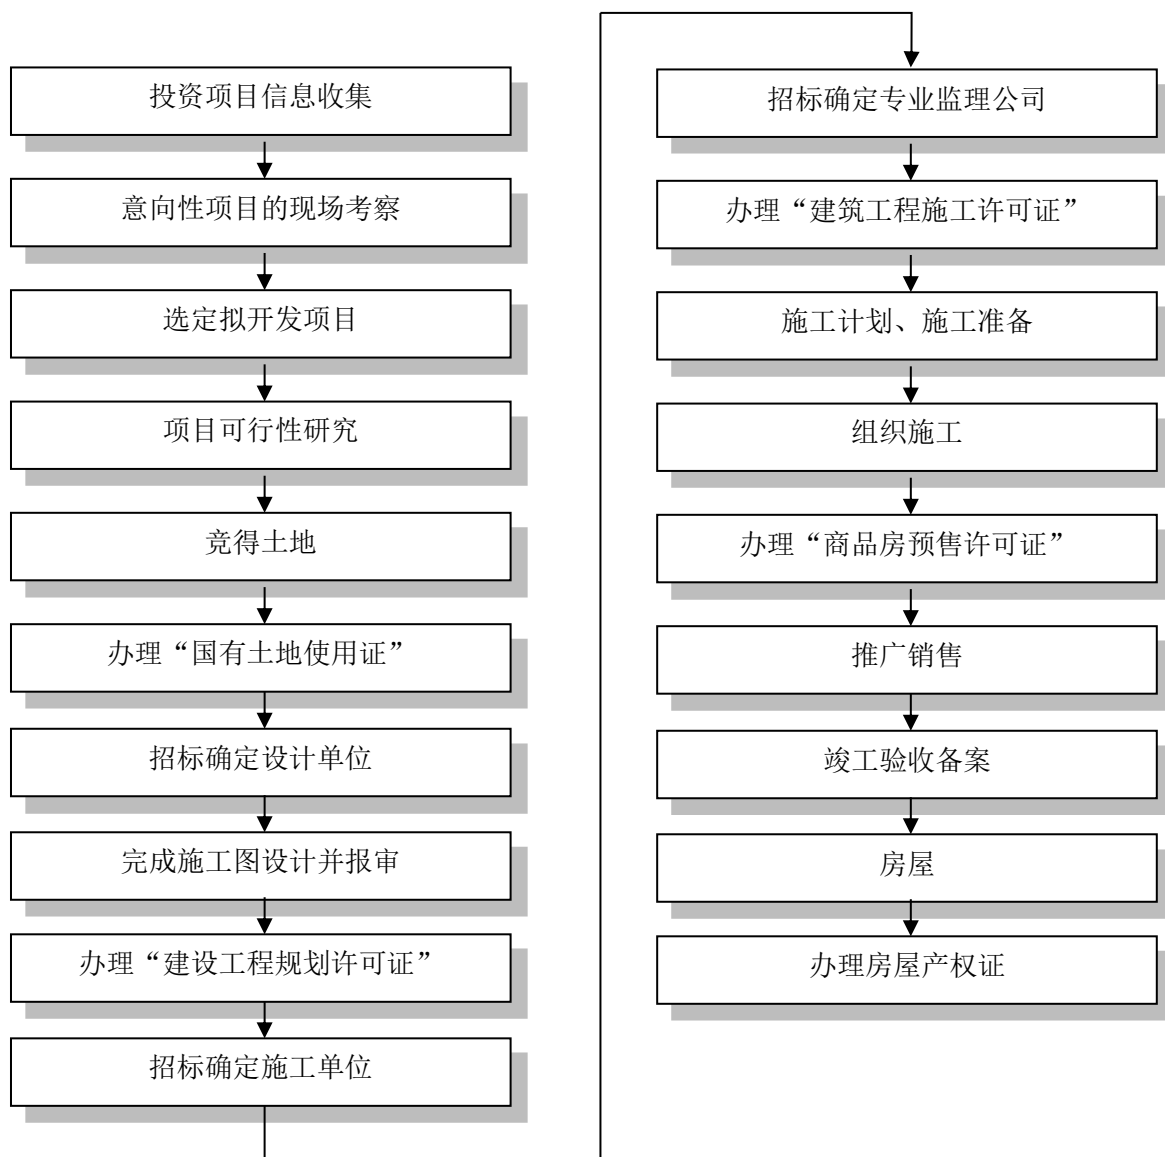 投资项目信息收集
意向性项目的现场考察
选定拟开发项目
项目可行性研究
竞得土地
办理“国有土地使用证”
招标确定设计单位
完成施工图设计并报审
办理“建设工程规划许可证”
招标确定施工单位
招标确定专业监理公司
办理“建筑工程施工许可证”
施工计划、施工准备
组织施工
办理“商品房预售许可证”
推广销售
竣工验收备案
房屋
办理房屋产权证